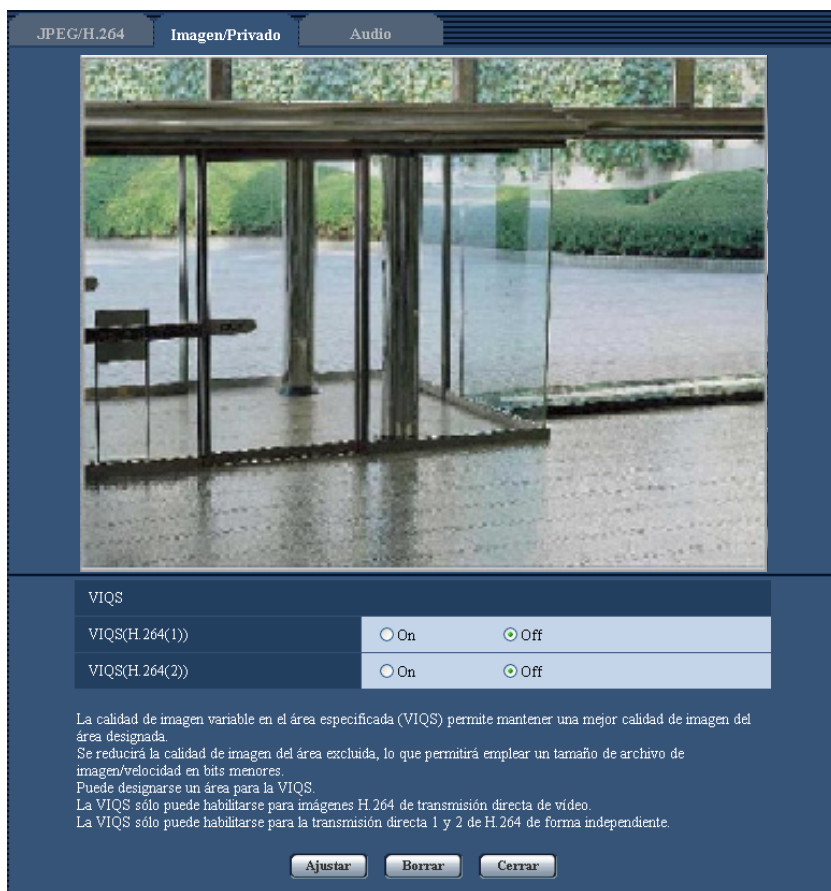 JPEG/H.264
Imagen/Privado
Audio
VIQS
VIQS(H.264(1))
On
Off
VIQS(H.264(2))
On
Off
La calidad de imagen variable en el área especificada (VIQS) permite mantener una mejor calidad de imagen del
área designada.
Se reducirá la calidad de imagen del área excluida, lo que permitirá emplear un tamaño de archivo de
imagen/velocidad en bits menores.
Puede designarse un área para la VIQS.
La VIQS sólo puede habilitarse para imágenes H.264 de transmisión directa de vídeo.
La VIQS sólo puede habilitarse para la transmisión directa 1 y 2 de H.264 de forma independiente.
Ajustar
Borrar
Cerrar